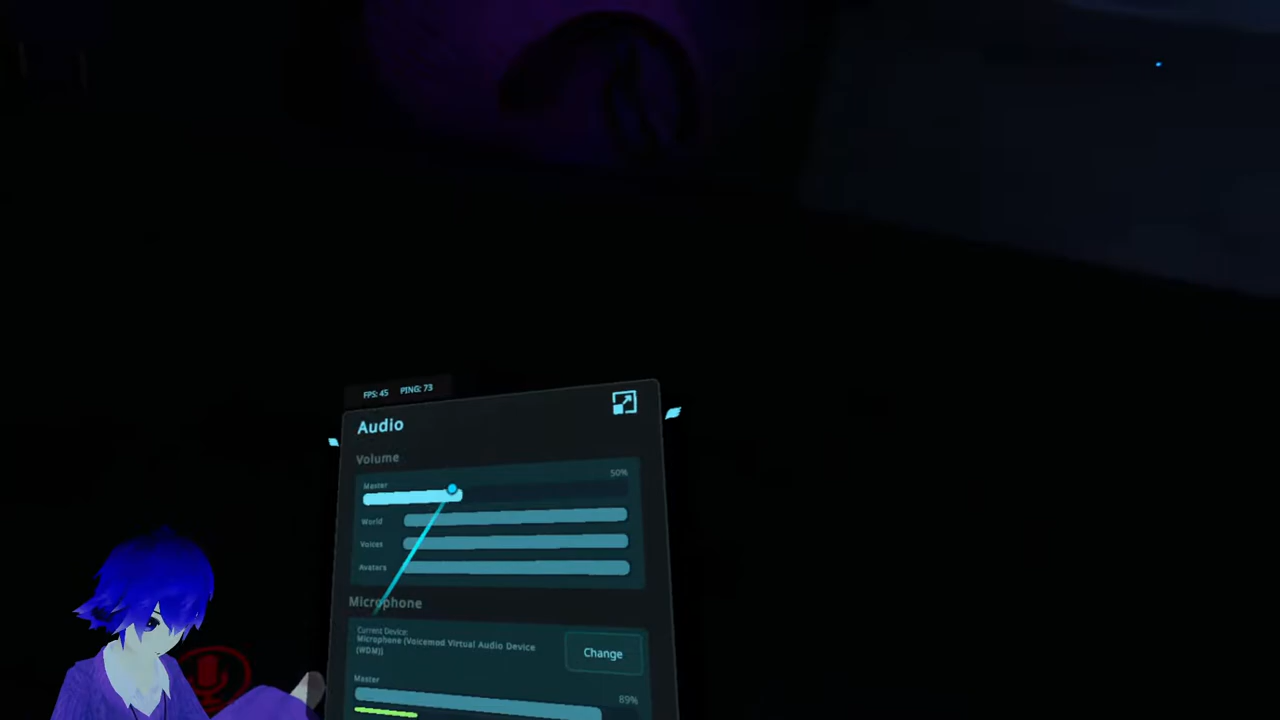 FPS: 45 PING: 73
Audio
Volume
50%
Master
World
Voices
Avatars
Microphone
Current Device:
Microphone (Voicemod Virtual Audio Device
(WDM))
Change
Master
89%